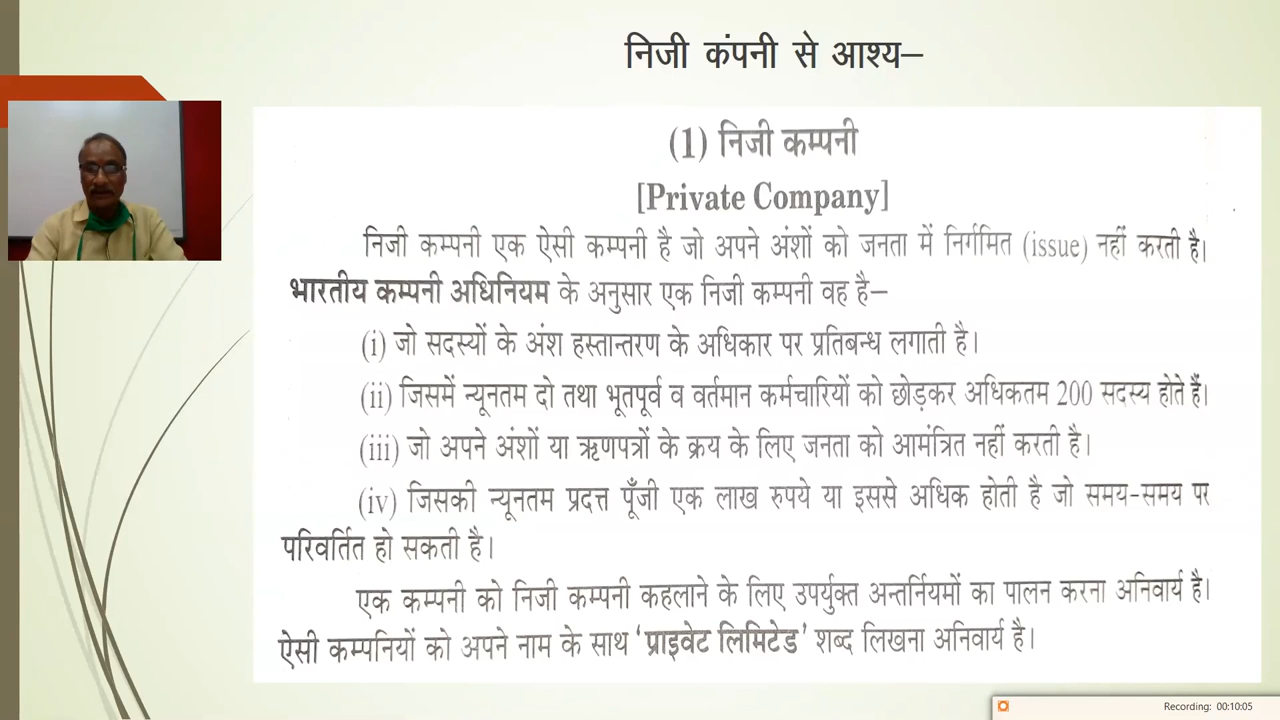 निजी कंपनी से आश्य–
(1) निजी कम्पनी
[Private Company]
निजी कम्पनी एक ऐसी कम्पनी है जो अपने अंशों को जनता में निर्गमित (issue) नहीं करती है।
भारतीय कम्पनी अधिनियम के अनुसार एक निजी कम्पनी वह है–
(i) जो सदस्यों के अंश हस्तान्तरण के अधिकार पर प्रतिबन्ध लगाती है।
(ii) जिसमें न्यूनतम दो तथा भूतपूर्व व वर्तमान कर्मचारियों को छोड़कर अधिकतम 200 सदस्य होते हैं।
(iii) जो अपने अंशों या ऋणपत्रों के क्रय के लिए जनता को आमंत्रित नहीं करती है।
(iv) जिसकी न्यूनतम प्रदत्त पूँजी एक लाख रुपये या इससे अधिक होती है जो समय-समय पर
परिवर्तित हो सकती है।
एक कम्पनी को निजी कम्पनी कहलाने के लिए उपर्युक्त अन्तर्नियमों का पालन करना अनिवार्य है।
ऐसी कम्पनियों को अपने नाम के साथ ‘प्राइवेट लिमिटेड’ शब्द लिखना अनिवार्य है।
Recording: 00:10:05